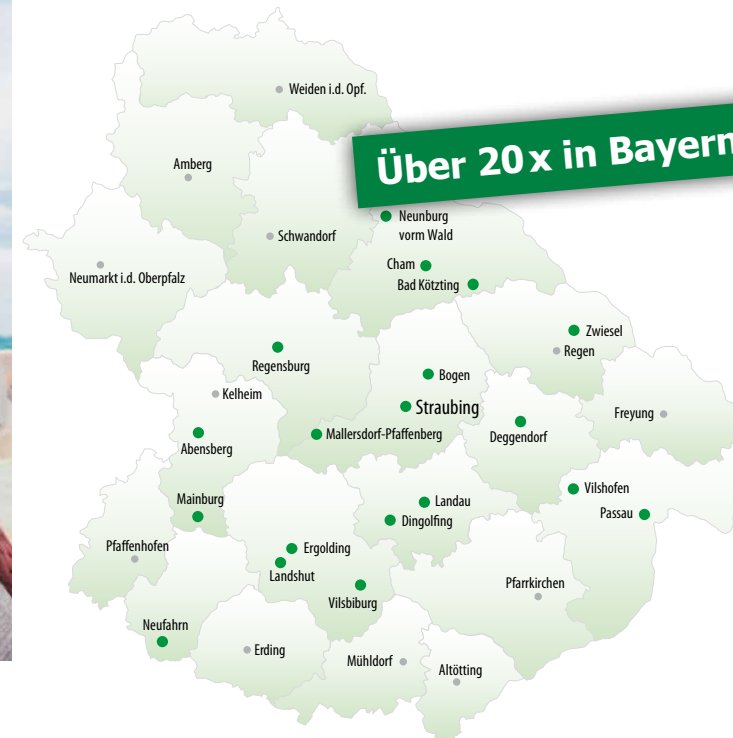 Weiden i.d. Opf.
Über 20 x in Bayern
Amberg
Neunburg
vorm Wald
Schwandorf
Cham
Neumarkt i.d. Oberpfalz
Bad Kötzting
Zwiesel
Regen
Regensburg
Bogen
Kelheim
Straubing
Freyung
Mallersdorf-Pfaffenberg
Deggendorf
Abensberg
Vilshofen
Mainburg
Landau
Passau
Dingolfing
Pfaffenhofen
Ergolding
Landshut
Pfarrkirchen
Vilsbiburg
Neufahrn
Erding
Mühldorf
Altötting